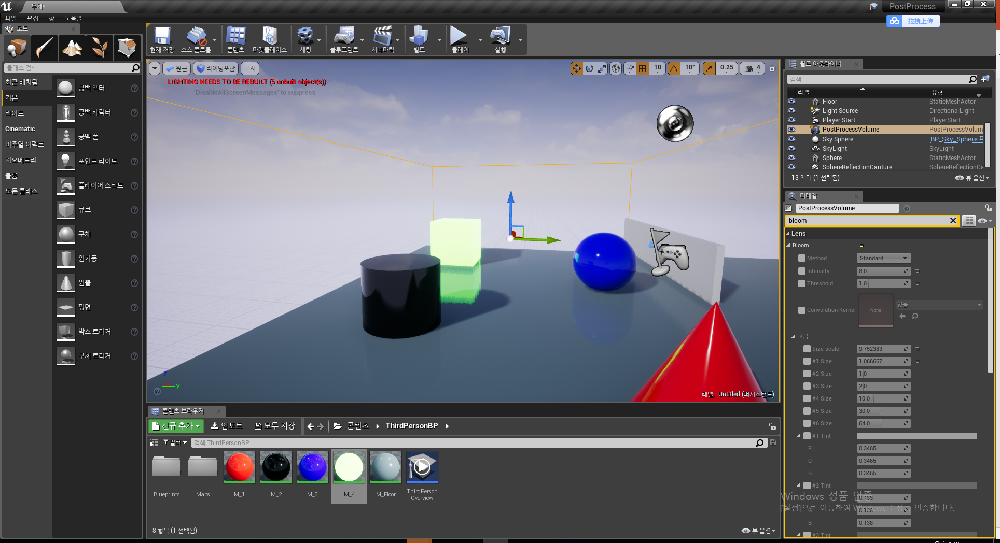 무제*
PostProcess
파일 편집 창 도움말
拖拽上传
모드
현재 저장
소스 콘트롤
콘텐츠
마켓플레이스
세팅
블루프린트
시네마틱
빌드
플레이
실행
클래스 검색
최근 배치됨
기본
라이트
Cinematic
비주얼 이펙트
지오메트리
볼륨
모든 클래스
공백 액터
공백 캐릭터
공백 폰
포인트 라이트
플레이어 스타트
큐브
구체
원기둥
원뿔
평면
박스 트리거
구체 트리거
원근
라이팅포함
표시
10
10°
0.25
4
LIGHTING NEEDS TO BE REBUILT (5 unbuilt object(s))
'DisableAllScreenMessages' to suppress
Z
X
Y
레벨: Untitled (퍼시스턴트)
월드 아웃라이너
검색...
라벨 유형
Floor StaticMeshActor
Light Source DirectionalLight
Player Start PlayerStart
PostProcessVolume PostProcessVolum
Sky Sphere BP_Sky_Sphere 편
SkyLight SkyLight
Sphere StaticMeshActor
SphereReflectionCapture SphereReflectionCa
13 액터 (1 선택됨)
뷰 옵션
디테일
PostProcessVolume
bloom
Lens
Bloom
Method Standard
Intensity 8.0
Threshold 1.0
Convolution Kerne None 없음
고급
Size scale 9.752383
#1 Size 1.066667
#2 Size 1.0
#3 Size 2.0
#4 Size 10.0
#5 Size 30.0
#6 Size 64.0
#1 Tint
R 0.3465
G 0.3465
B 0.3465
#2 Tint
R 0.138
G 0.138
B 0.138
#3 Tint
Windows 정품 인증
[설정]으로 이동하여 Windows를 정품 인증합니다.
콘텐츠 브라우저
신규 추가
임포트
모두 저장
콘텐츠
ThirdPersonBP
필터
검색 ThirdPersonBP
Blueprints
Maps
M_1
M_2
M_3
M_4
M_Floor
ThirdPerson
Overview
8 항목 (1 선택됨)
뷰 옵션